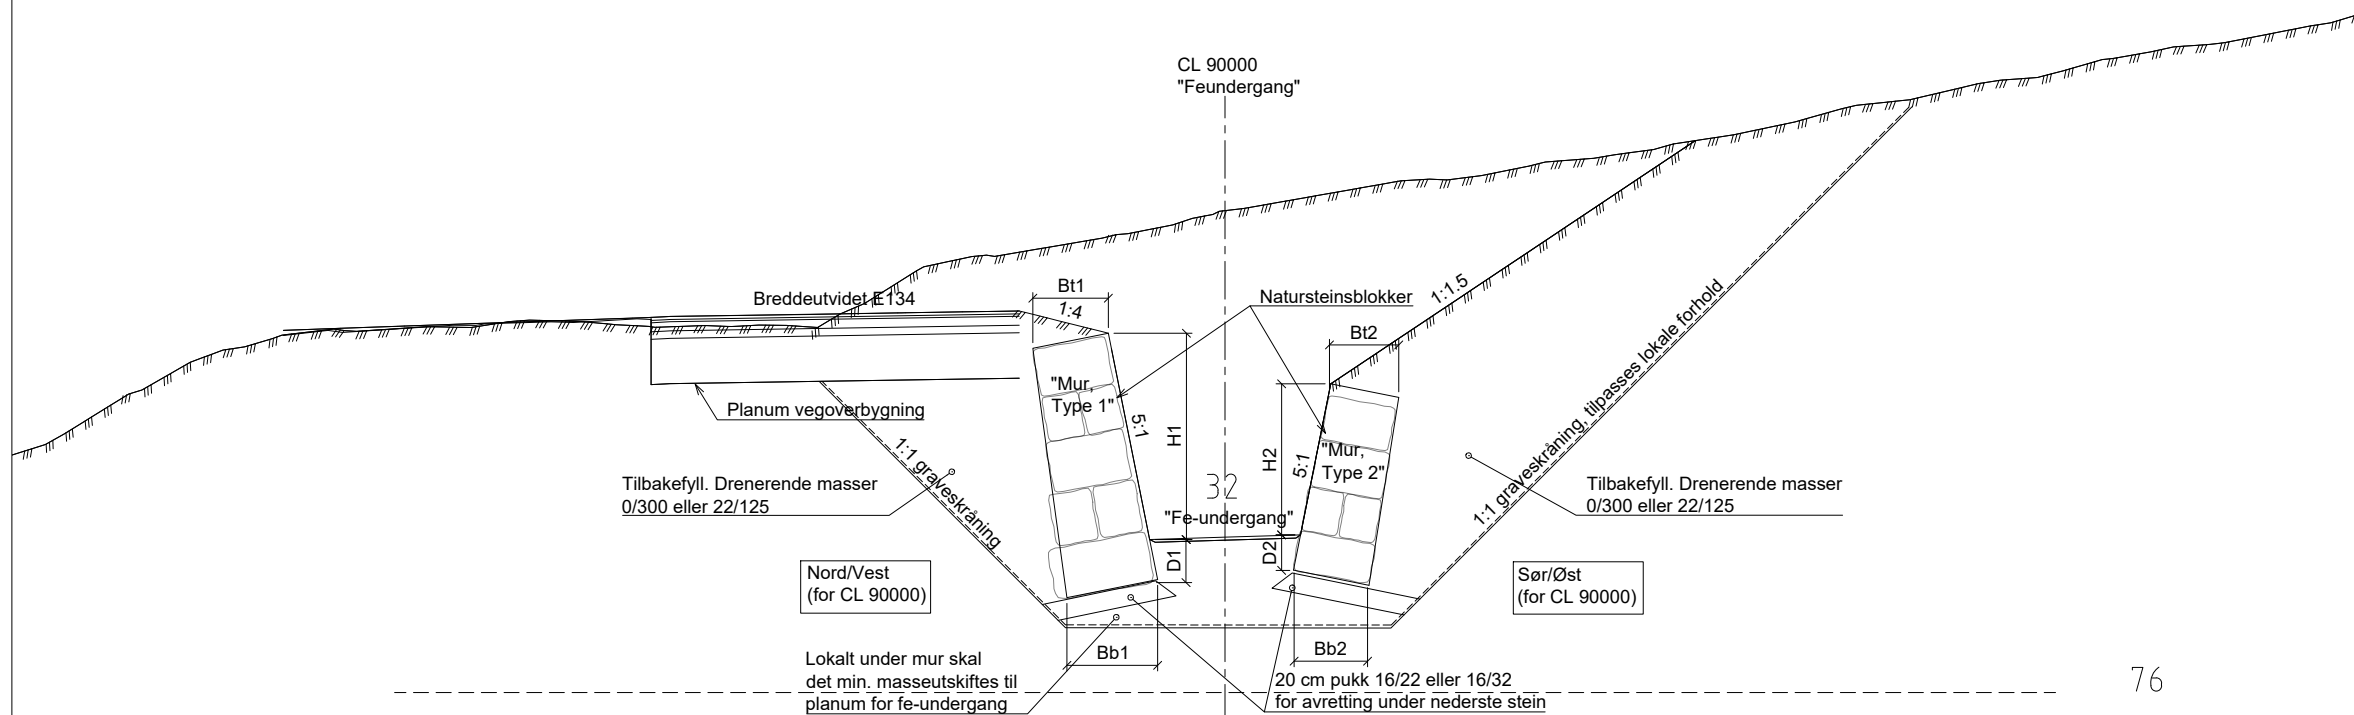 CL 90000
"Feundergang"
Breddeutvidet E134
Bt1
1:4
Natursteinsblokker
1:1.5
Bt2
"Mur,
Type 1"
5:1
H1
Planum vegoverbygning
1:1 graveskråning
H2
5:1
"Mur,
Type 2"
1:1 graveskråning, tilpasses lokale forhold
Tilbakefyll. Drenerende masser
0/300 eller 22/125
32
"Fe-undergang"
Tilbakefyll. Drenerende masser
0/300 eller 22/125
D1
D2
Nord/Vest
(for CL 90000)
Sør/Øst
(for CL 90000)
Bb1
Bb2
Lokalt under mur skal
det min. masseutskiftes til
planum for fe-undergang
20 cm pukk 16/22 eller 16/32
for avretting under nederste stein
76